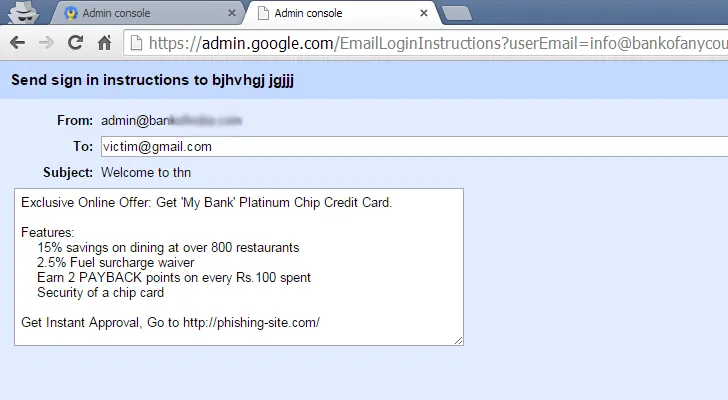 Admin console
Admin console
https://admin.google.com/EmailLoginInstructions?userEmail=info@bankofanycou
Send sign in instructions to bjhvhgj jgjjj
From: admin@ban
To: victim@gmail.com
Subject: Welcome to thn
Exclusive Online Offer: Get 'My Bank' Platinum Chip Credit Card.
Features:
15% savings on dining at over 800 restaurants
2.5% Fuel surcharge waiver
Earn 2 PAYBACK points on every Rs.100 spent
Security of a chip card
Get Instant Approval, Go to http://phishing-site.com/